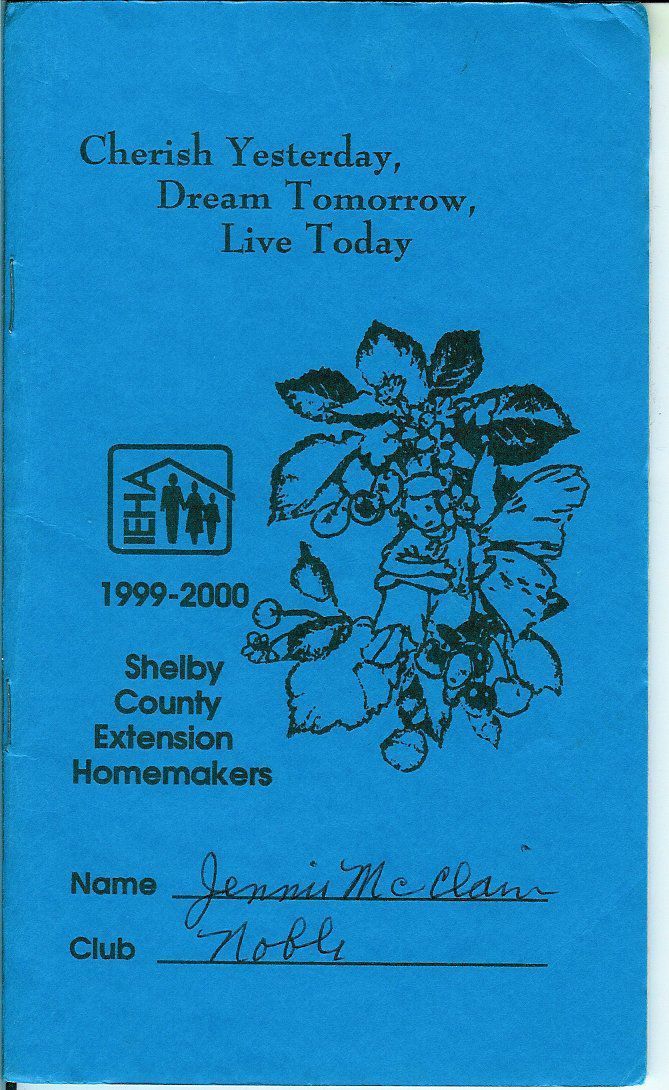 Cherish Yesterday,
Dream Tomorrow,
Live Today
IEHA
1999-2000
Shelby
County
Extension
Homemakers
Name Jennie McClain
Club Noble